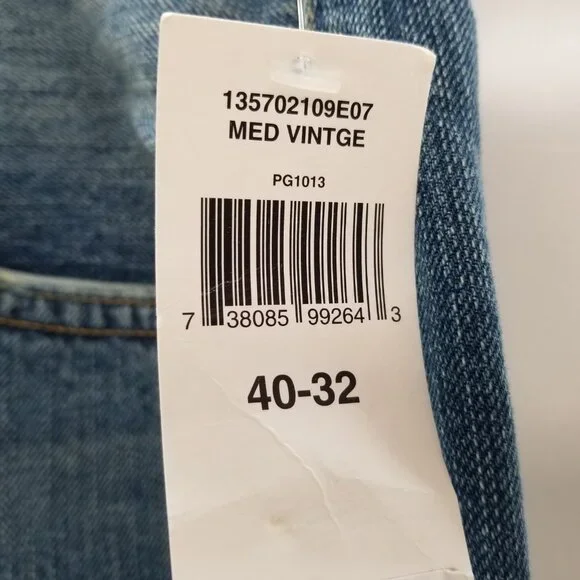 135702109E07
MED VINTGE
PG1013
7 38085 99264 3
40-32